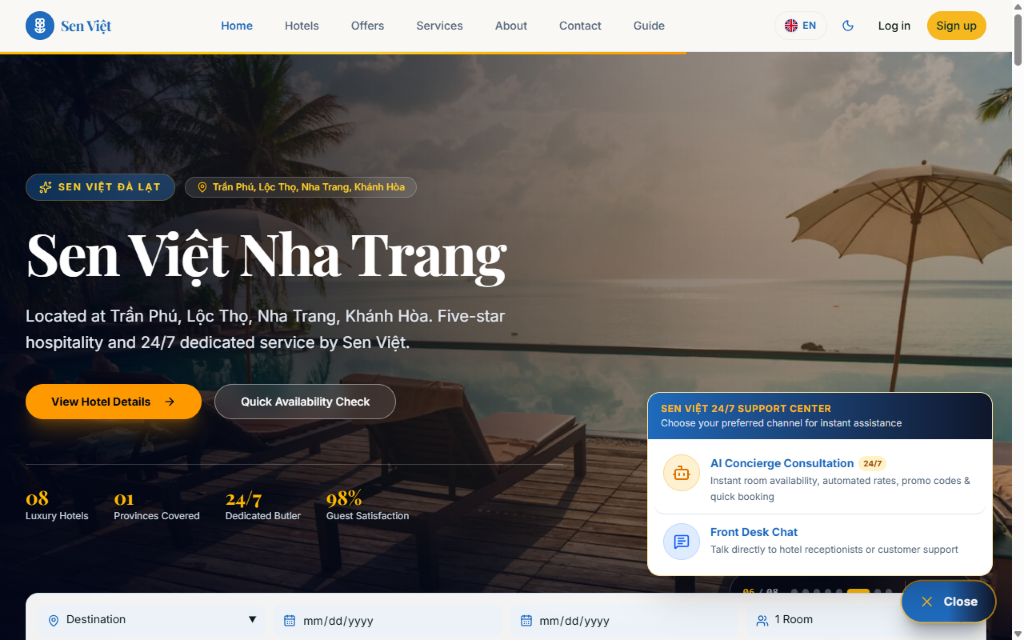 Sen Việt
Home
Hotels
Offers
Services
About
Contact
Guide
EN
Log in
Sign up
SEN VIỆT ĐÀ LẠT
Trần Phú, Lộc Thọ, Nha Trang, Khánh Hòa
Sen Việt Nha Trang
Located at Trần Phú, Lộc Thọ, Nha Trang, Khánh Hòa. Five-star
hospitality and 24/7 dedicated service by Sen Việt.
View Hotel Details →
Quick Availability Check
08
Luxury Hotels
01
Provinces Covered
24/7
Dedicated Butler
98%
Guest Satisfaction
SEN VIỆT 24/7 SUPPORT CENTER
Choose your preferred channel for instant assistance
AI Concierge Consultation 24/7
Instant room availability, automated rates, promo codes &
quick booking
Front Desk Chat
Talk directly to hotel receptionists or customer support
06 / 08
Close
Destination
mm/dd/yyyy
mm/dd/yyyy
1 Room